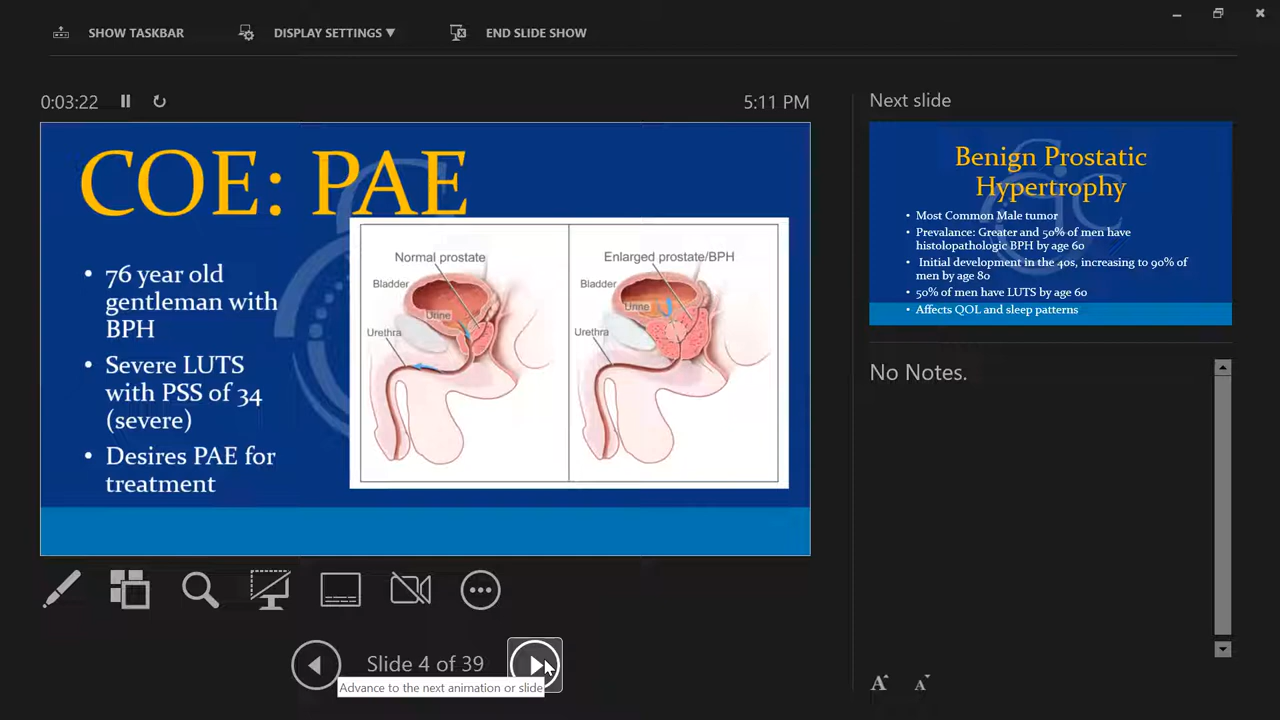 SHOW TASKBAR
DISPLAY SETTINGS ▼
END SLIDE SHOW
0:03:22
5:11 PM
COE: PAE
• 76 year old
gentleman with
BPH
• Severe LUTS
with PSS of 34
(severe)
• Desires PAE for
treatment
Normal prostate
Bladder
Urine
Urethra
Enlarged prostate/BPH
Bladder
Urine
Urethra
Next slide
Benign Prostatic
Hypertrophy
• Most Common Male tumor
• Prevalance: Greater and 50% of men have
histolopathologic BPH by age 60
• Initial development in the 40s, increasing to 90% of
men by age 80
• 50% of men have LUTS by age 60
• Affects QOL and sleep patterns
No Notes.
Slide 4 of 39
Advance to the next animation or slide
A A